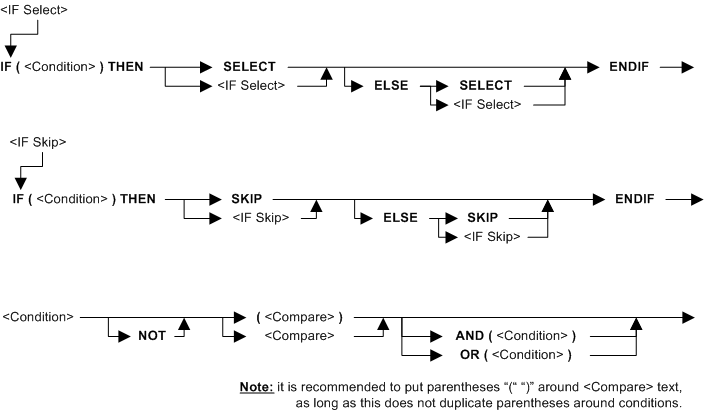 <IF Select>
IF ( <Condition> ) THEN SELECT ENDIF
<IF Select> ELSE SELECT
<IF Select>
<IF Skip>
IF ( <Condition> ) THEN SKIP ENDIF
<IF Skip> ELSE SKIP
<IF Skip>
<Condition> ( <Compare> )
NOT <Compare> AND ( <Condition> )
OR ( <Condition> )
Note: it is recommended to put parentheses “(“ “)” around <Compare> text,
as long as this does not duplicate parentheses around conditions.